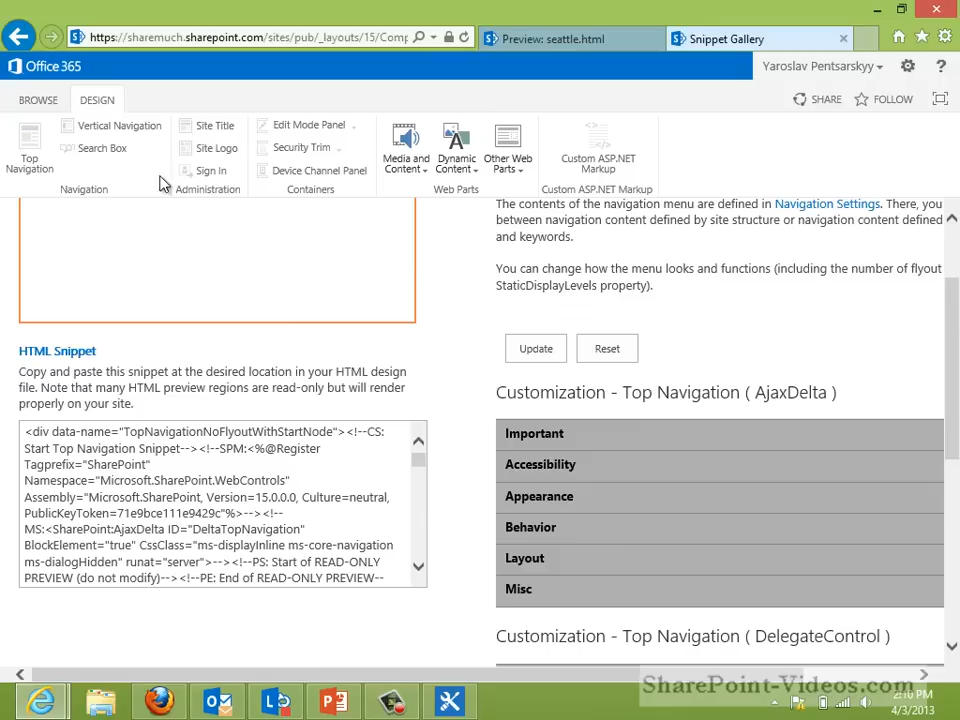 https://sharemuch.sharepoint.com/sites/pub/_layouts/15/Comp
Preview: seattle.html
Snippet Gallery
Office 365
Yaroslav Pentsarskyy
?
BROWSE
DESIGN
SHARE
FOLLOW
Top
Navigation
Vertical Navigation
Search Box
Navigation
Site Title
Site Logo
Sign In
Administration
Edit Mode Panel
Security Trim
Device Channel Panel
Containers
Media and
Content
Dynamic
Content
Other Web
Parts
Web Parts
Custom ASP.NET
Markup
Custom ASP.NET Markup
The contents of the navigation menu are defined in Navigation Settings. There, you
between navigation content defined by site structure or navigation content defined
and keywords.
You can change how the menu looks and functions (including the number of flyout
StaticDisplayLevels property).
Update
Reset
HTML Snippet
Copy and paste this snippet at the desired location in your HTML design
file. Note that many HTML preview regions are read-only but will render
properly on your site.
<div data-name="TopNavigationNoFlyoutWithStartNode"><!--CS:
Start Top Navigation Snippet--><!--SPM:<%@Register
Tagprefix="SharePoint"
Namespace="Microsoft.SharePoint.WebControls"
Assembly="Microsoft.SharePoint, Version=15.0.0.0, Culture=neutral,
PublicKeyToken=71e9bce111e9429c"%>--><!--
MS:<SharePoint:AjaxDelta ID="DeltaTopNavigation"
BlockElement="true" CssClass="ms-displayInline ms-core-navigation
ms-dialogHidden" runat="server">--><!--PS: Start of READ-ONLY
PREVIEW (do not modify)--><!--PE: End of READ-ONLY PREVIEW--
Customization - Top Navigation ( AjaxDelta )
Important
Accessibility
Appearance
Behavior
Layout
Misc
Customization - Top Navigation ( DelegateControl )
SharePoint-Videos.com
2:10 PM
4/3/2013